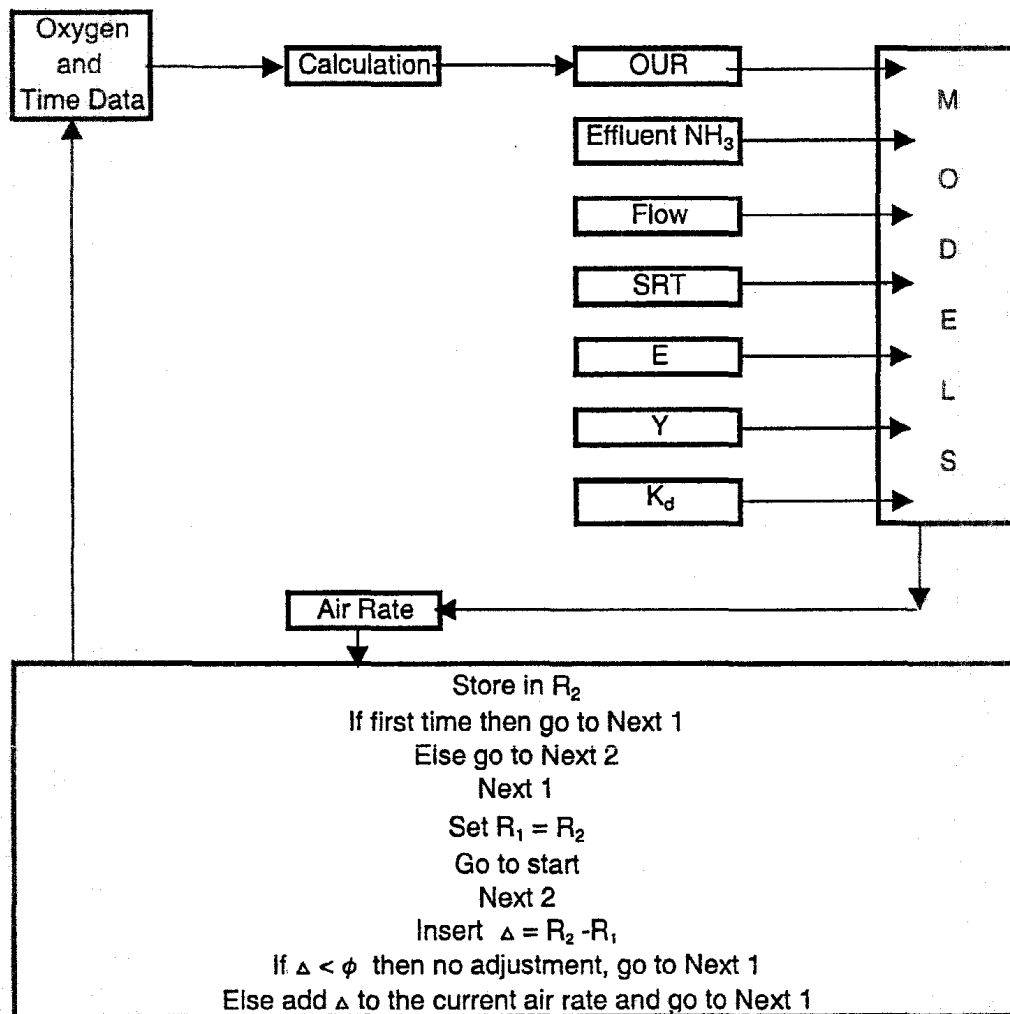 Oxygen
and
Time Data
Calculation
OUR
Effluent NH₃
Flow
SRT
E
Y
K_d
M
O
D
E
L
S
Air Rate
Store in R₂
If first time then go to Next 1
Else go to Next 2
Next 1
Set R₁ = R₂
Go to start
Next 2
Insert Δ = R₂ -R₁
If Δ < ϕ then no adjustment, go to Next 1
Else add Δ to the current air rate and go to Next 1